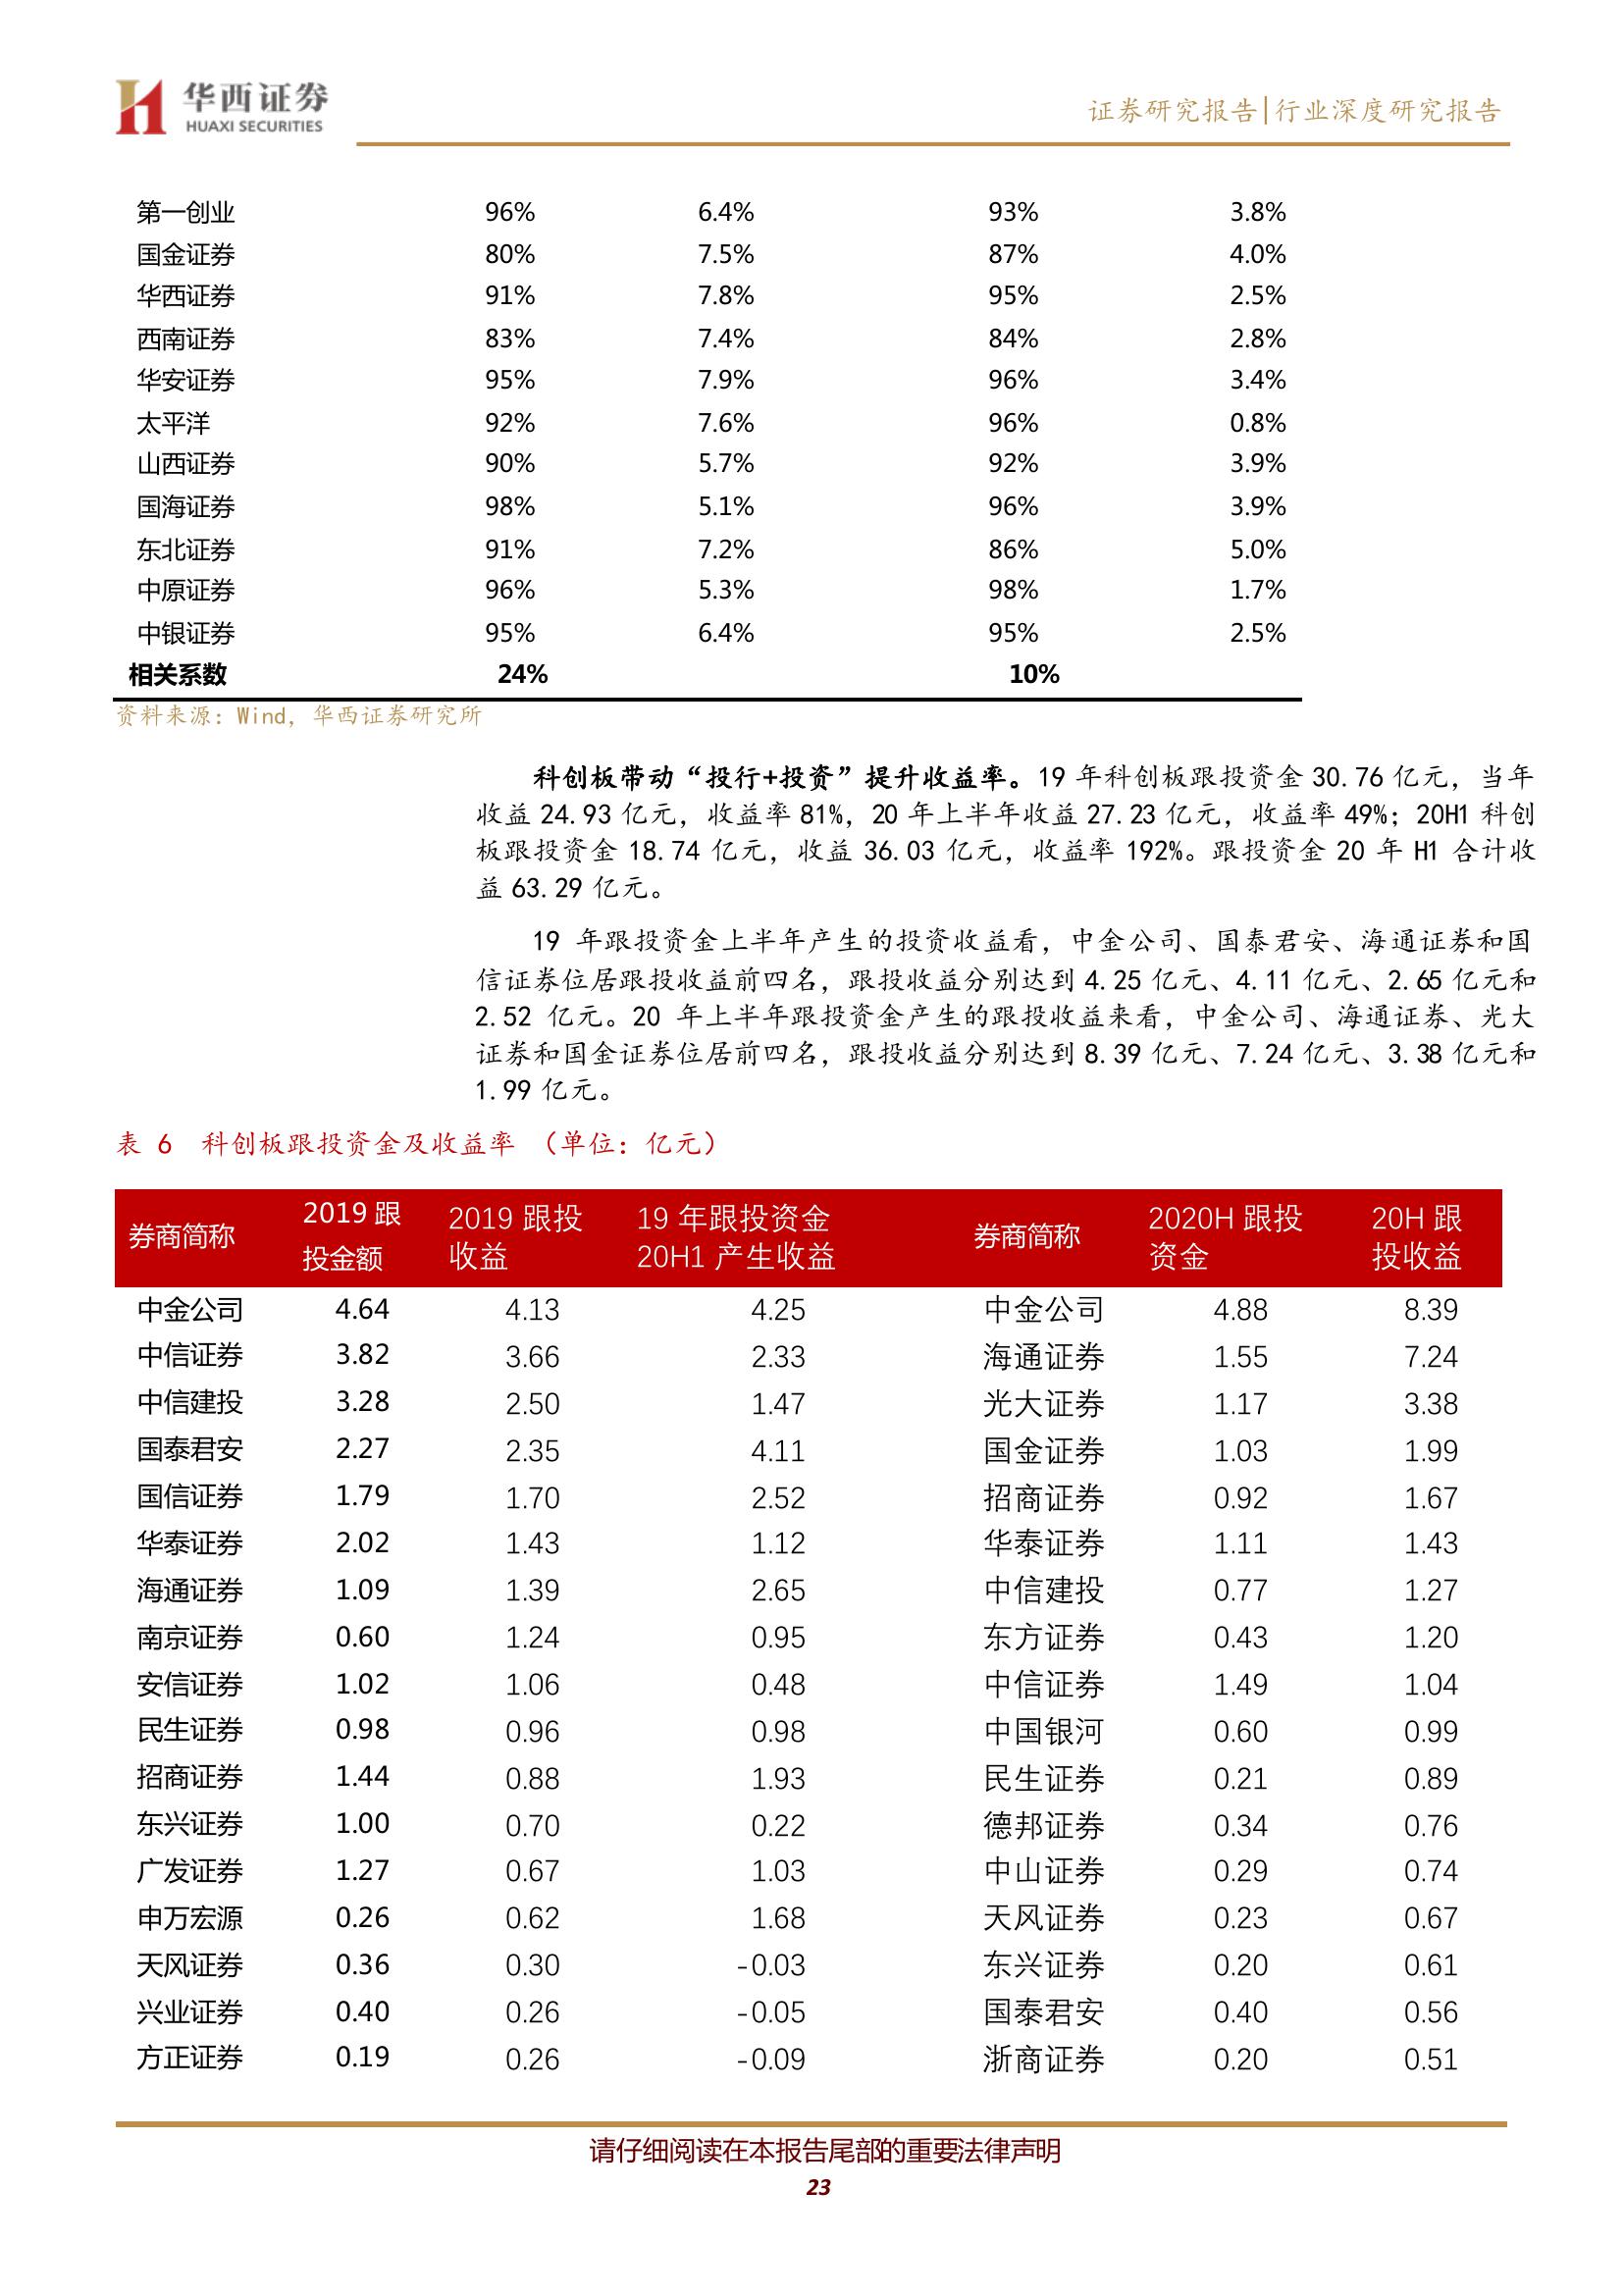 华西证券
HUAXI SECURITIES
证券研究报告|行业深度研究报告
第一创业 96% 6.4% 93% 3.8%
国金证券 80% 7.5% 87% 4.0%
华西证券 91% 7.8% 95% 2.5%
西南证券 83% 7.4% 84% 2.8%
华安证券 95% 7.9% 96% 3.4%
太平洋 92% 7.6% 96% 0.8%
山西证券 90% 5.7% 92% 3.9%
国海证券 98% 5.1% 96% 3.9%
东北证券 91% 7.2% 86% 5.0%
中原证券 96% 5.3% 98% 1.7%
中银证券 95% 6.4% 95% 2.5%
相关系数 24% 10%
资料来源：Wind，华西证券研究所
科创板带动“投行+投资”提升收益率。19 年科创板跟投资金 30.76 亿元，当年
收益 24.93 亿元，收益率 81%，20 年上半年收益 27.23 亿元，收益率 49%；20H1 科创
板跟投资金 18.74 亿元，收益 36.03 亿元，收益率 192%。跟投资金 20 年 H1 合计收
益 63.29 亿元。
19 年跟投资金上半年产生的投资收益看，中金公司、国泰君安、海通证券和国
信证券位居跟投收益前四名，跟投收益分别达到 4.25 亿元、4.11 亿元、2.65 亿元和
2.52 亿元。20 年上半年跟投资金产生的跟投收益来看，中金公司、海通证券、光大
证券和国金证券位居前四名，跟投收益分别达到 8.39 亿元、7.24 亿元、3.38 亿元和
1.99 亿元。
表 6 科创板跟投资金及收益率 （单位：亿元）
券商简称 2019 跟投金额 2019 跟投收益 19 年跟投资金20H1 产生收益 券商简称 2020H 跟投资金 20H 跟投收益
中金公司 4.64 4.13 4.25 中金公司 4.88 8.39
中信证券 3.82 3.66 2.33 海通证券 1.55 7.24
中信建投 3.28 2.50 1.47 光大证券 1.17 3.38
国泰君安 2.27 2.35 4.11 国金证券 1.03 1.99
国信证券 1.79 1.70 2.52 招商证券 0.92 1.67
华泰证券 2.02 1.43 1.12 华泰证券 1.11 1.43
海通证券 1.09 1.39 2.65 中信建投 0.77 1.27
南京证券 0.60 1.24 0.95 东方证券 0.43 1.20
安信证券 1.02 1.06 0.48 中信证券 1.49 1.04
民生证券 0.98 0.96 0.98 中国银河 0.60 0.99
招商证券 1.44 0.88 1.93 民生证券 0.21 0.89
东兴证券 1.00 0.70 0.22 德邦证券 0.34 0.76
广发证券 1.27 0.67 1.03 中山证券 0.29 0.74
申万宏源 0.26 0.62 1.68 天风证券 0.23 0.67
天风证券 0.36 0.30 -0.03 东兴证券 0.20 0.61
兴业证券 0.40 0.26 -0.05 国泰君安 0.40 0.56
方正证券 0.19 0.26 -0.09 浙商证券 0.20 0.51
请仔细阅读在本报告尾部的重要法律声明
23